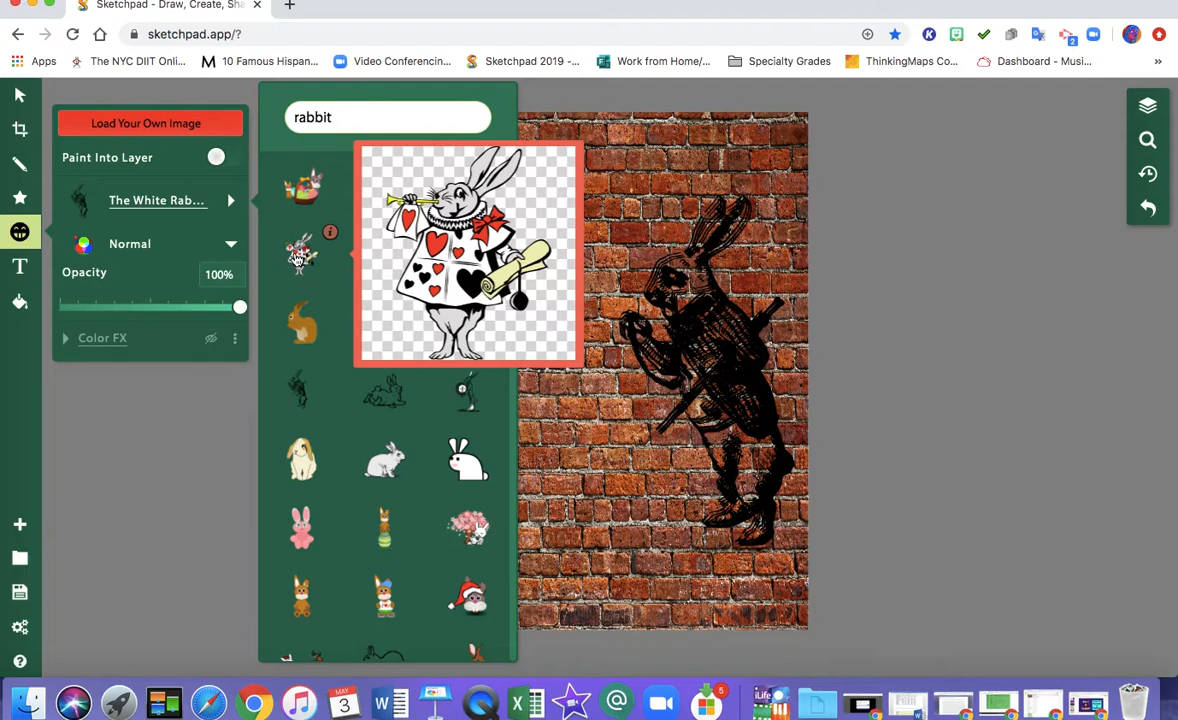 Sketchpad - Draw, Create, Sha
sketchpad.app/?
2
Apps
The NYC DIIT Onli...
10 Famous Hispan...
Video Conferencin...
Sketchpad 2019 -...
Work from Home/...
Specialty Grades
ThinkingMaps Co...
Dashboard - Musi...
»
Load Your Own Image
rabbit
Paint Into Layer
The White Rab...
Normal
Opacity
100%
Color FX
T
MAY
3
W
X
@
5
iLife